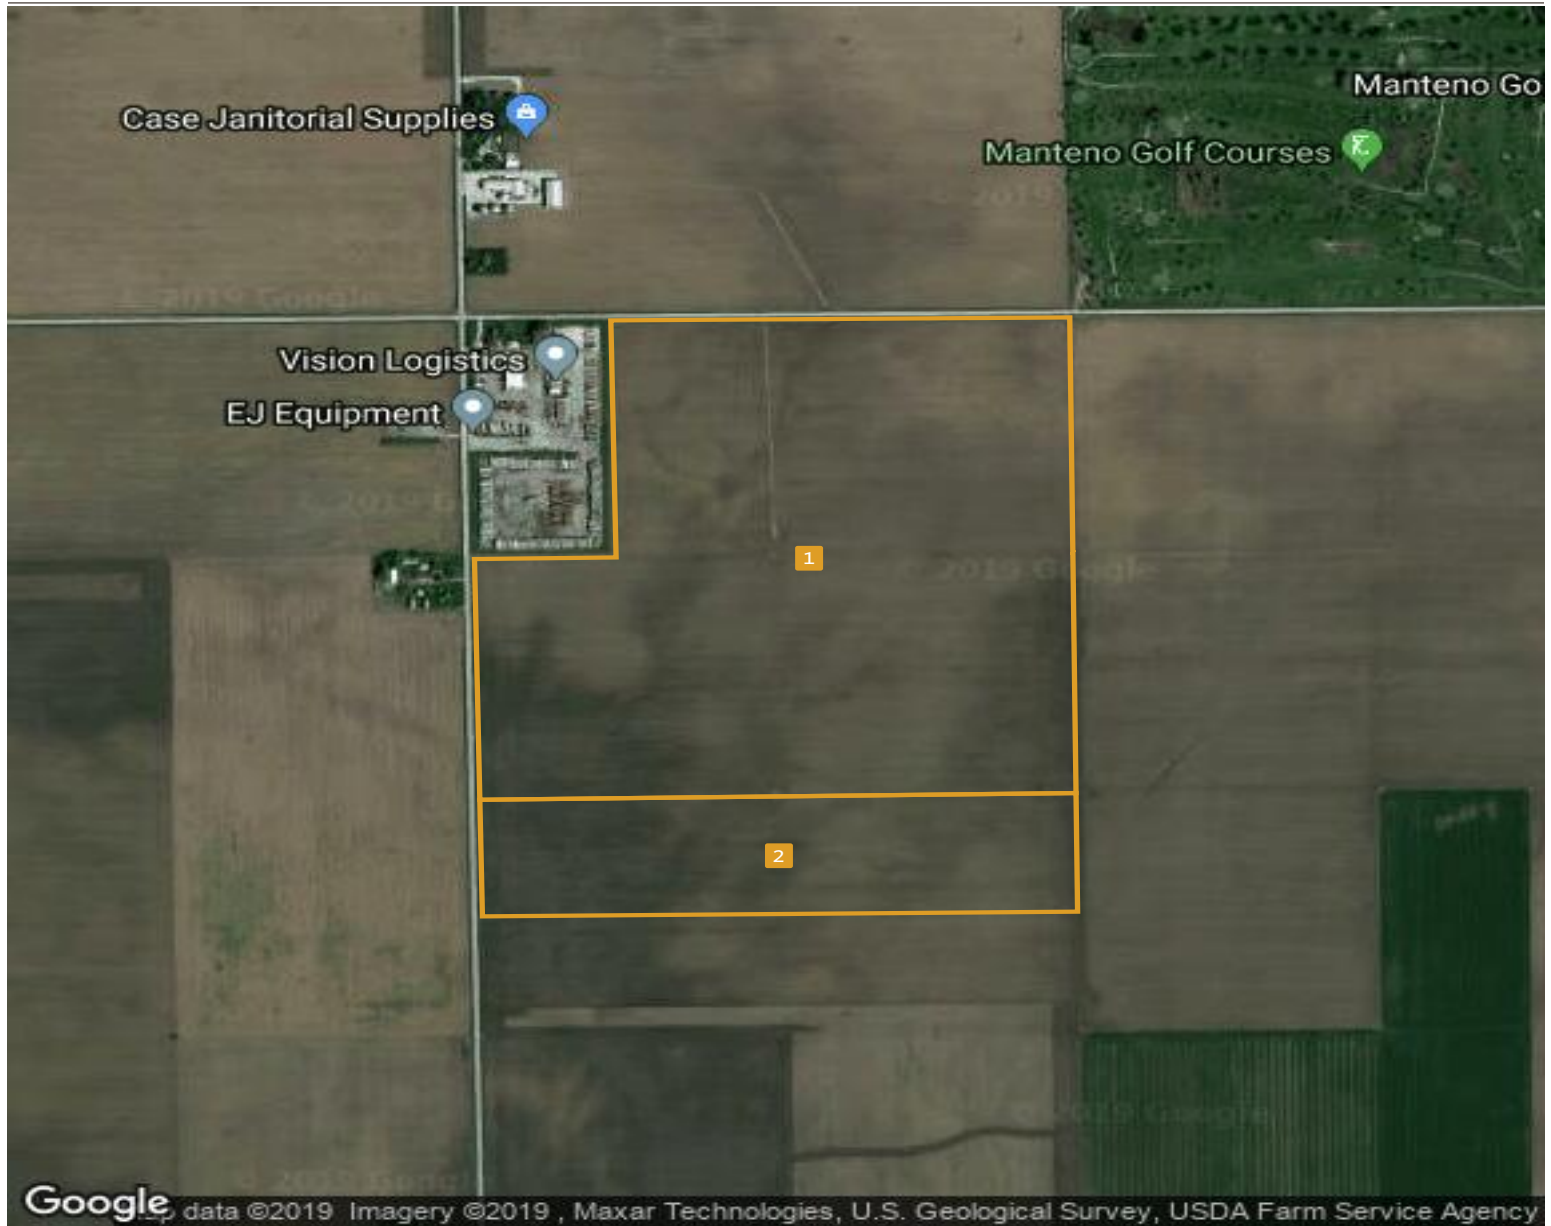 Manteno Go
Case Janitorial Supplies
Manteno Golf Courses
Vision Logistics
EJ Equipment
1
2
Google
data ©2019 Imagery ©2019 , Maxar Technologies, U.S. Geological Survey, USDA Farm Service Agency